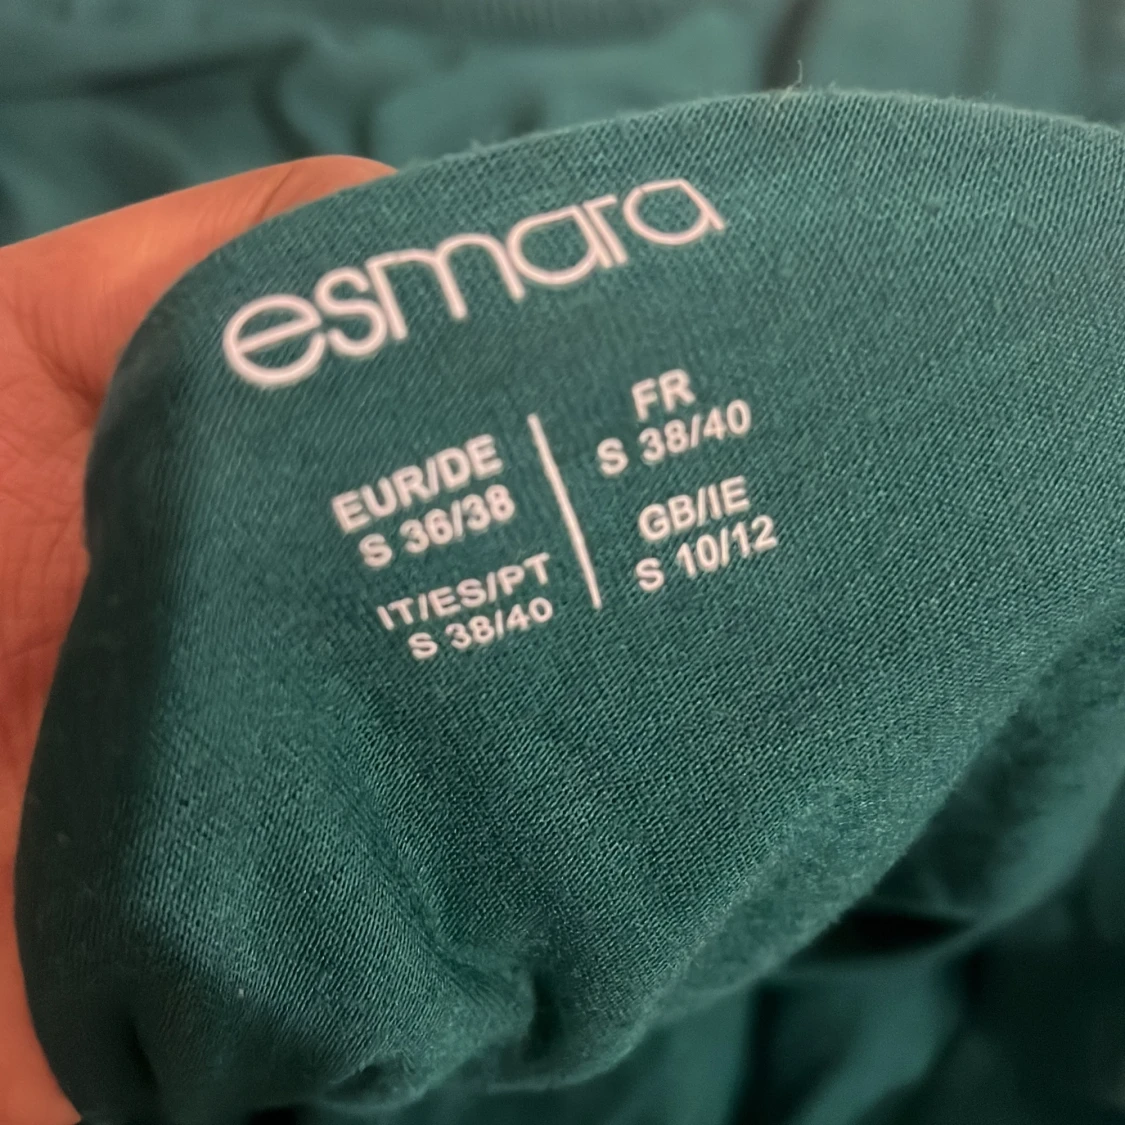 esmara
EUR/DE
S 36/38
IT/ES/PT
S 38/40
FR
S 38/40
GB/IE
S 10/12